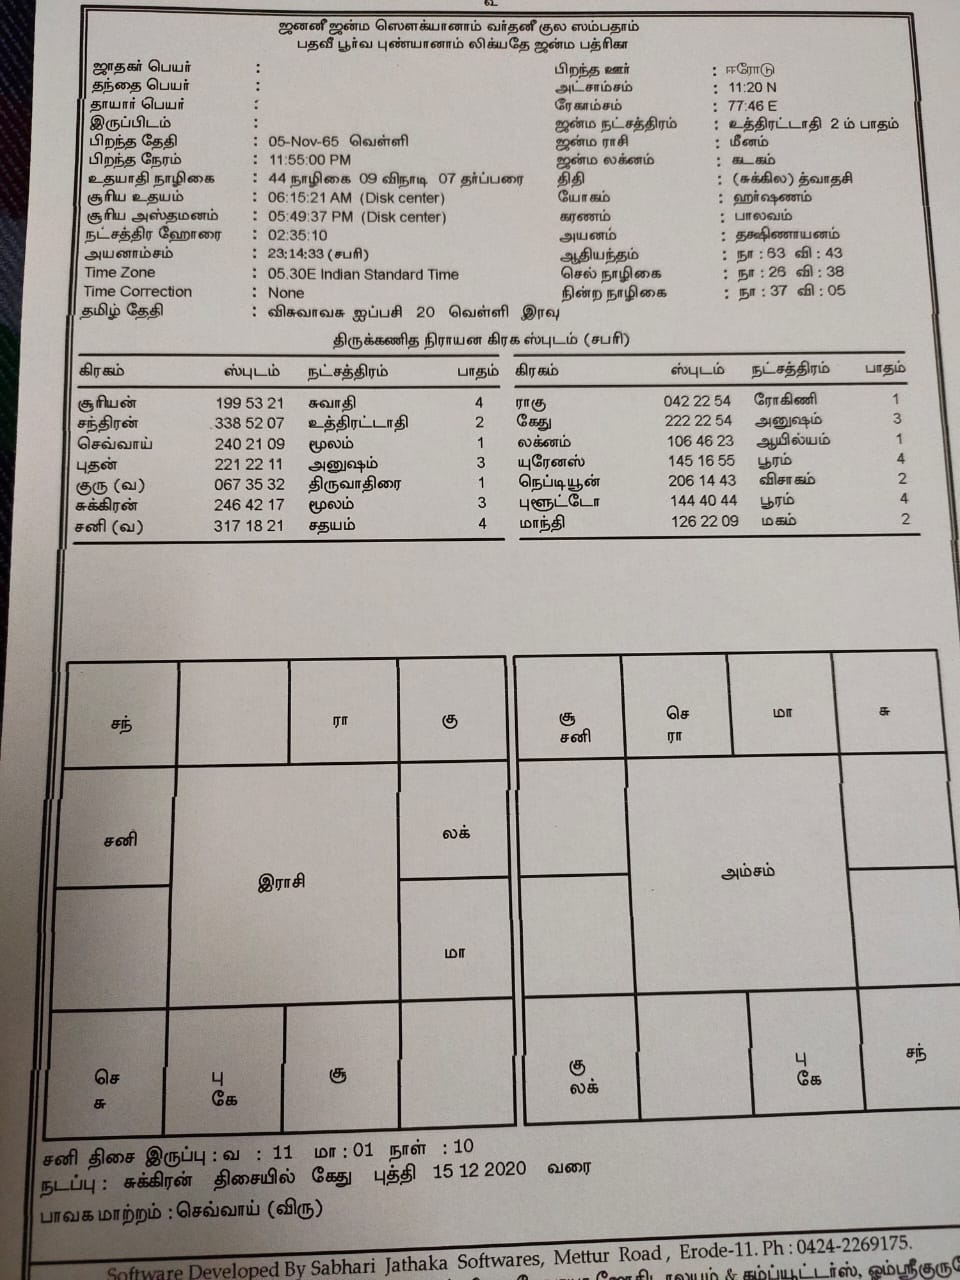 உ
ஜனனீ ஜன்ம ஸௌக்யானாம் வர்தனீ குல ஸம்பதாம்
பதவீ பூர்வ புண்யானாம் லிக்யதே ஜன்ம பத்ரிகா
ஜாதகர் பெயர் : பிறந்த ஊர் : ஈரோடு
தந்தை பெயர் : அட்சாம்சம் : 11:20 N
தாயார் பெயர் : ரேகாம்சம் : 77:46 E
இருப்பிடம் : ஜன்ம நட்சத்திரம் : உத்திரட்டாதி 2 ம் பாதம்
பிறந்த தேதி : 05-Nov-65 வெள்ளி ஜன்ம ராசி : மீனம்
பிறந்த நேரம் : 11:55:00 PM ஜன்ம லக்னம் : கடகம்
உதயாதி நாழிகை : 44 நாழிகை 09 விநாடி 07 தர்ப்பரை திதி : (சுக்கில) த்வாதசி
சூரிய உதயம் : 06:15:21 AM (Disk center) யோகம் : ஹர்ஷணம்
சூரிய அஸ்தமனம் : 05:49:37 PM (Disk center) கரணம் : பாலவம்
நட்சத்திர ஹோரை : 02:35:10 அயனம் : தக்ஷிணாயனம்
அயனாம்சம் : 23:14:33 (சபரி) ஆதியந்தம் : நா : 63 வி : 43
Time Zone : 05.30E Indian Standard Time செல் நாழிகை : நா : 26 வி : 38
Time Correction : None நின்ற நாழிகை : நா : 37 வி : 05
தமிழ் தேதி : விசுவாவசு ஐப்பசி 20 வெள்ளி இரவு
திருக்கணித நிராயன கிரக ஸ்புடம் (சபரி)
கிரகம் ஸ்புடம் நட்சத்திரம் பாதம் கிரகம் ஸ்புடம் நட்சத்திரம் பாதம்
சூரியன் 199 53 21 சுவாதி 4 ராகு 042 22 54 ரோகிணி 1
சந்திரன் 338 52 07 உத்திரட்டாதி 2 கேது 222 22 54 அனுஷம் 3
செவ்வாய் 240 21 09 மூலம் 1 லக்னம் 106 46 23 ஆயில்யம் 1
புதன் 221 22 11 அனுஷம் 3 யுரேனஸ் 145 16 55 பூரம் 4
குரு (வ) 067 35 32 திருவாதிரை 1 நெப்டியூன் 206 14 43 விசாகம் 2
சுக்கிரன் 246 42 17 மூலம் 3 புளூட்டோ 144 40 44 பூரம் 4
சனி (வ) 317 18 21 சதயம் 4 மாந்தி 126 22 09 மகம் 2
சந் ரா கு
சனி லக்
இராசி
மா
செ சு
பு கே
சூ
சூ சனி
செ ரா
மா சு
அம்சம்
கு லக்
பு கே
சந்
சனி திசை இருப்பு : வ : 11 மா : 01 நாள் : 10
நடப்பு : சுக்கிரன் திசையில் கேது புத்தி 15 12 2020 வரை
பாவக மாற்றம் : செவ்வாய் (விரு)
Software Developed By Sabhari Jathaka Softwares, Mettur Road, Erode-11. Ph : 0424-2269175.
& கம்ப்யூட்டர்ஸ்,